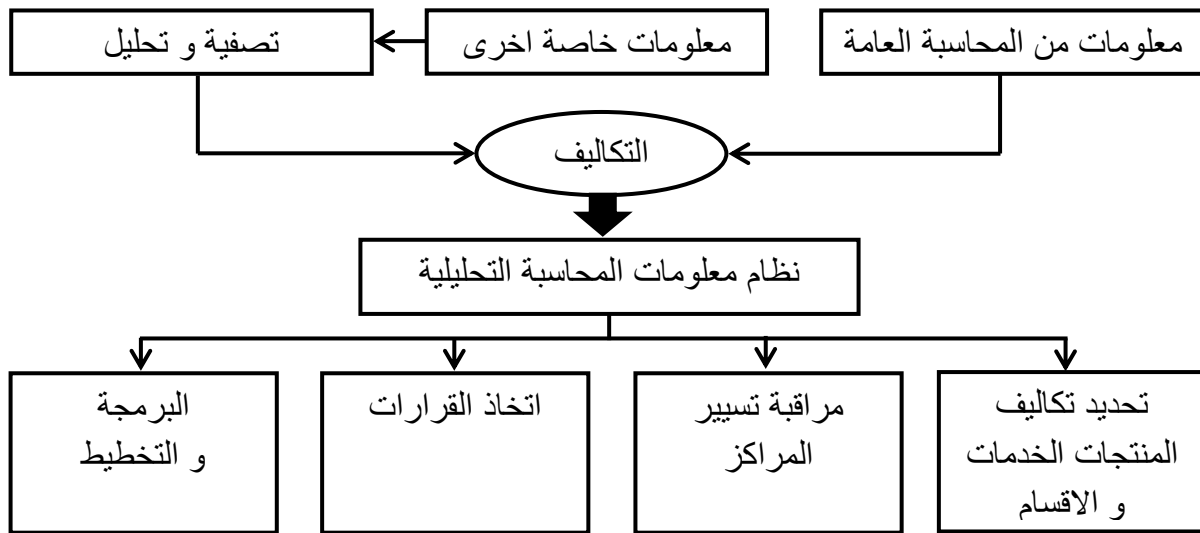 معلومات من المحاسبة العامة
معلومات خاصة اخرى
تصفية و تحليل
التكاليف
نظام معلومات المحاسبة التحليلية
تحديد تكاليف
المنتجات الخدمات
و الاقسام
مراقبة تسيير
المراكز
اتخاذ القرارات
البرمجة
و التخطيط